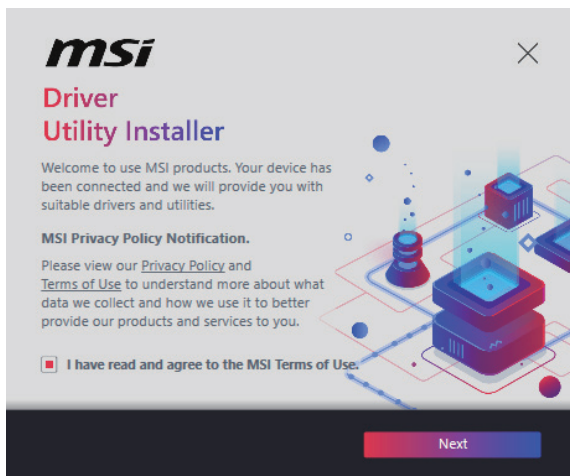 msi
Driver
Utility Installer
Welcome to use MSI products. Your device has
been connected and we will provide you with
suitable drivers and utilities.
MSI Privacy Policy Notification.
Please view our Privacy Policy and
Terms of Use to understand more about what
data we collect and how we use it to better
provide our products and services to you.
I have read and agree to the MSI Terms of Use.
Next